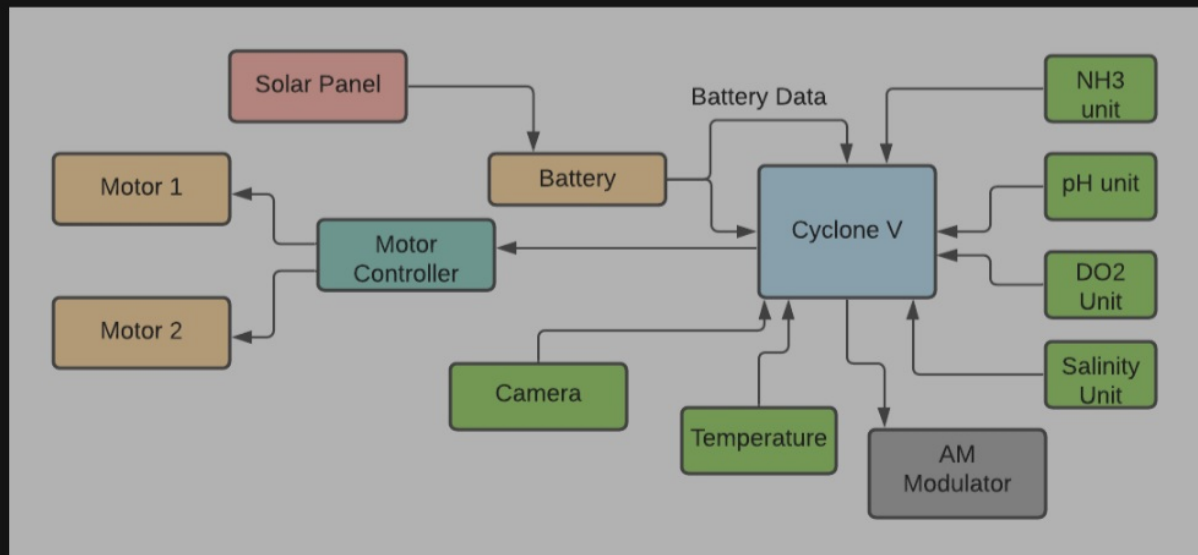 Solar Panel
Battery Data
NH3
unit
Motor 1
Battery
pH unit
Cyclone V
Motor
Controller
DO2
Unit
Motor 2
Camera
Salinity
Unit
Temperature
AM
Modulator